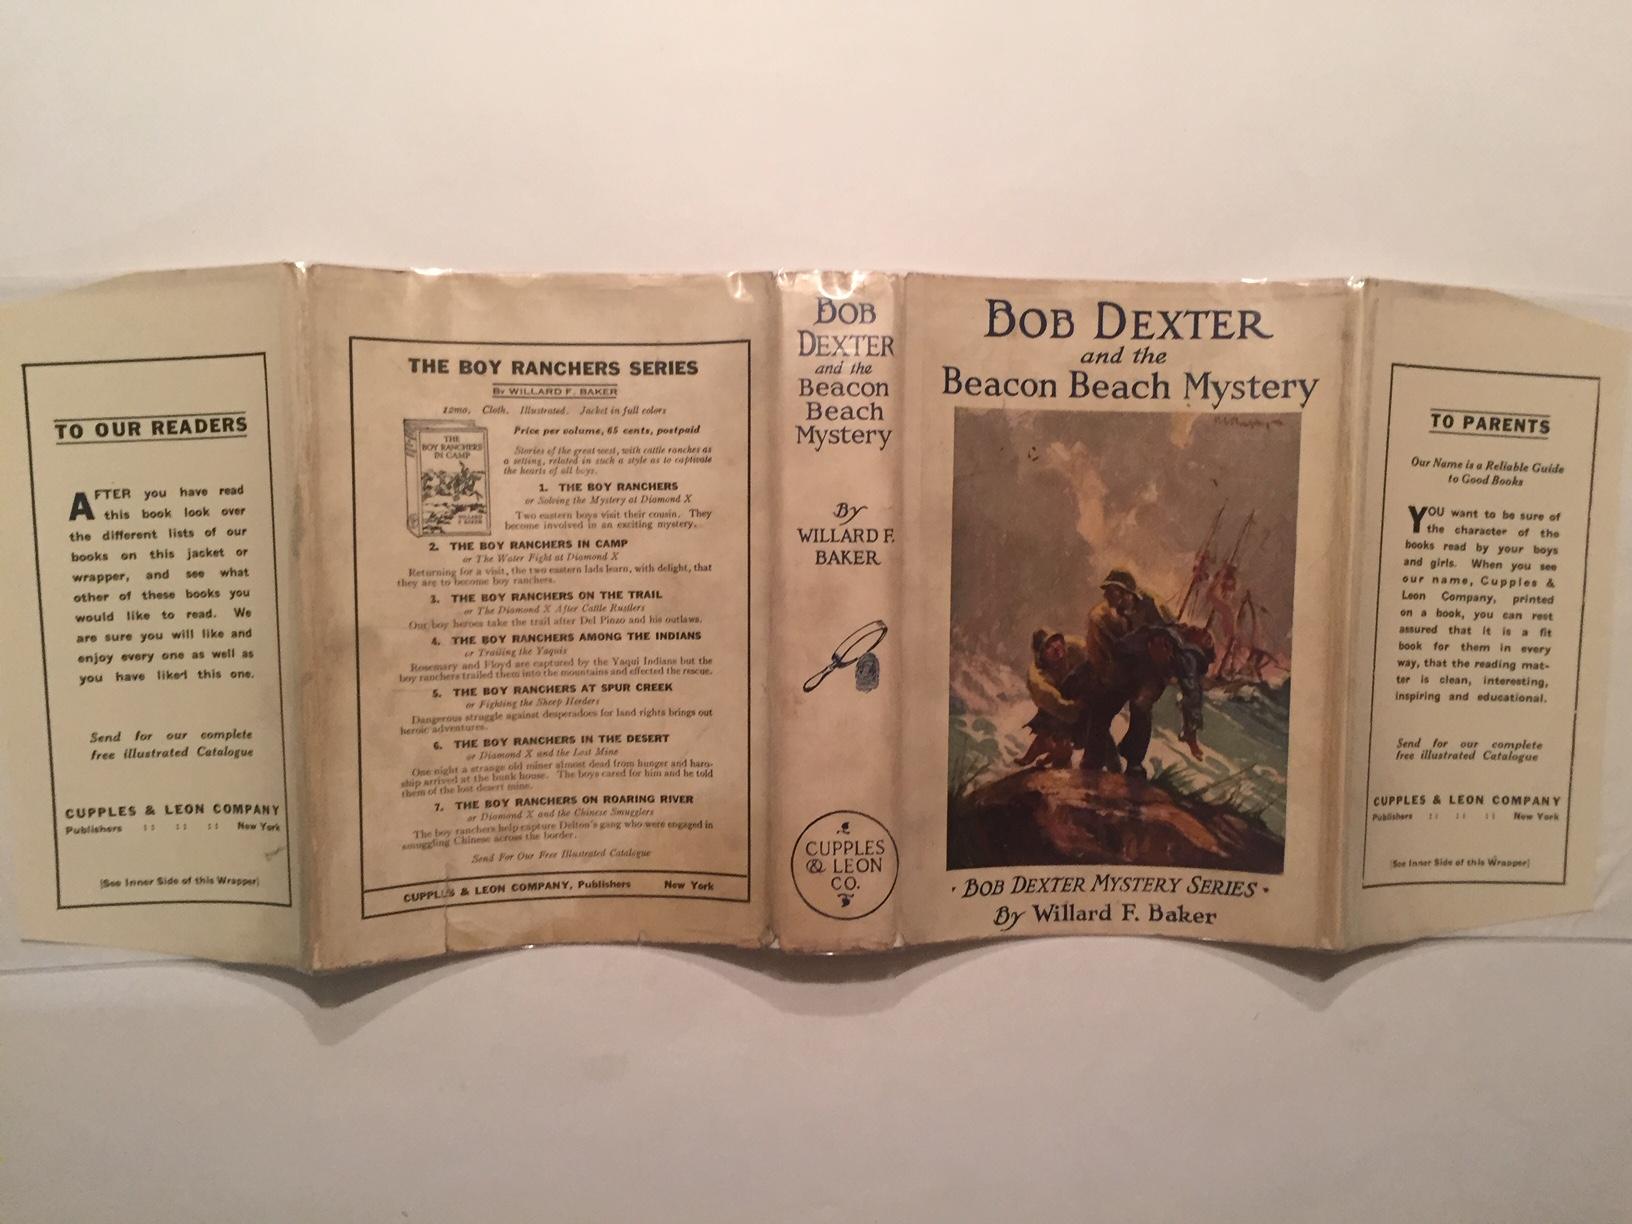 TO OUR READERS
AFTER you have read
this book look over
the different lists of our
books on this jacket or
wrapper, and see what
other of these books you
would like to read. We
are sure you will like and
enjoy every one as well as
you have liked this one.
Send for our complete
free illustrated Catalogue
CUPPLES & LEON COMPANY
Publishers :: :: :: New York
[See Inner Side of this Wrapper]
THE BOY RANCHERS SERIES
By WILLARD F. BAKER
12mo. Cloth. Illustrated. Jacket in full colors
Price per volume, 65 cents, postpaid
THE
BOY RANCHERS
IN CAMP
WILLARD
F. BAKER
Stories of the great west, with cattle ranches as
a setting, related in such a style as to captivate
the hearts of all boys.
1. THE BOY RANCHERS
or Solving the Mystery at Diamond X
Two eastern boys visit their cousin. They
become involved in an exciting mystery.
2. THE BOY RANCHERS IN CAMP
or The Water Fight at Diamond X
Returning for a visit, the two eastern lads learn, with delight, that
they are to become boy ranchers.
3. THE BOY RANCHERS ON THE TRAIL
or The Diamond X After Cattle Rustlers
Our boy heroes take the trail after Del Pinzo and his outlaws.
4. THE BOY RANCHERS AMONG THE INDIANS
or Trailing the Yaquis
Rosemary and Floyd are captured by the Yaqui Indians but the
boy ranchers trailed them into the mountains and effected the rescue.
5. THE BOY RANCHERS AT SPUR CREEK
or Fighting the Sheep Herders
Dangerous struggle against desperadoes for land rights brings out
heroic adventures.
6. THE BOY RANCHERS IN THE DESERT
or Diamond X and the Lost Mine
One night a strange old miner almost dead from hunger and hard-
ship arrived at the bunk house. The boys cared for him and he told
them of the lost desert mine.
7. THE BOY RANCHERS ON ROARING RIVER
or Diamond X and the Chinese Smugglers
The boy ranchers help capture Delton's gang who were engaged in
smuggling Chinese across the border.
Send For Our Free Illustrated Catalogue
CUPPLES & LEON COMPANY, Publishers New York
BOB
DEXTER
and the
Beacon
Beach
Mystery
By
WILLARD F.
BAKER
CUPPLES
& LEON
CO.
BOB DEXTER
and the
Beacon Beach Mystery
· BOB DEXTER MYSTERY SERIES ·
By Willard F. Baker
TO PARENTS
Our Name is a Reliable Guide
to Good Books
YOU want to be sure of
the character of the
books read by your boys
and girls. When you see
our name, Cupples &
Leon Company, printed
on a book, you can rest
assured that it is a fit
book for them in every
way, that the reading mat-
ter is clean, interesting,
inspiring and educational.
Send for our complete
free illustrated Catalogue
CUPPLES & LEON COMPANY
Publishers :: :: :: New York
[See Inner Side of this Wrapper]